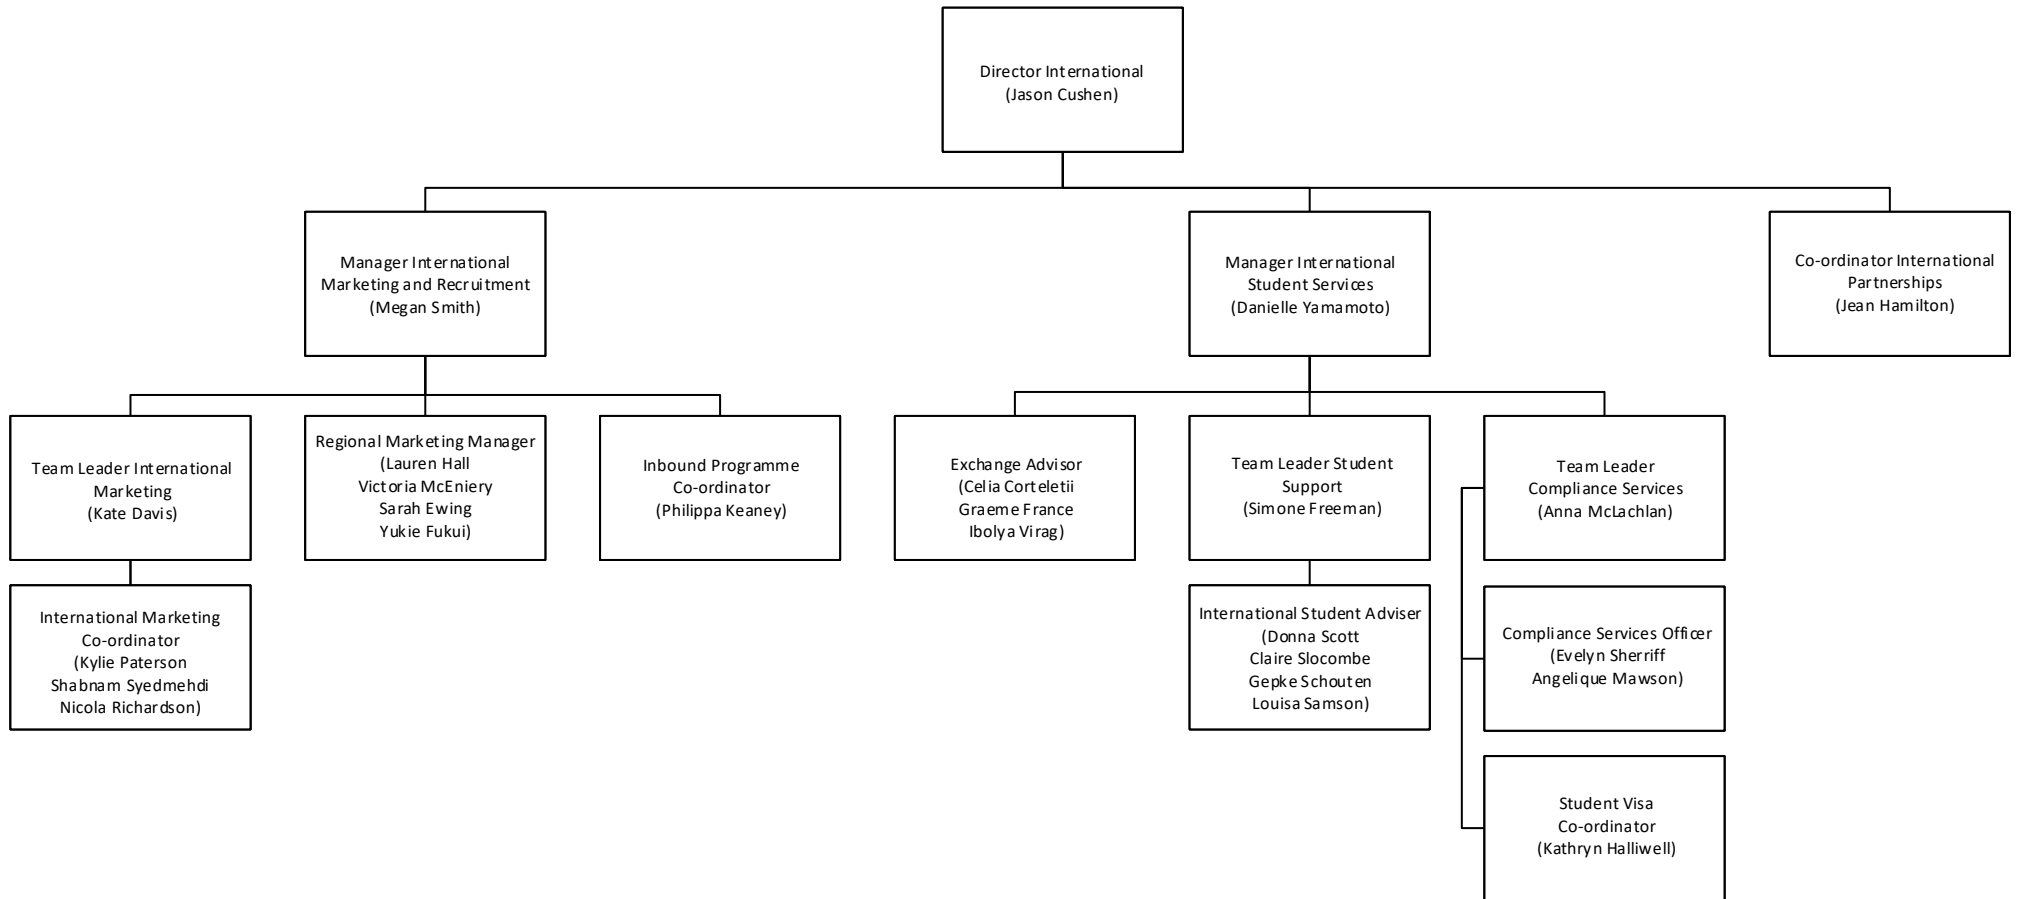 Director International
(Jason Cushen)
Manager International
Marketing and Recruitment
(Megan Smith)
Manager International
Student Services
(Danielle Yamamoto)
Co-ordinator International
Partnerships
(Jean Hamilton)
Team Leader International
Marketing
(Kate Davis)
Regional Marketing Manager
(Lauren Hall
Victoria McEniery
Sarah Ewing
Yukie Fukui)
Inbound Programme
Co-ordinator
(Philippa Keaney)
Exchange Advisor
(Celia Corteletii
Graeme France
Ibolya Virag)
Team Leader Student
Support
(Simone Freeman)
Team Leader
Compliance Services
(Anna McLachlan)
International Marketing
Co-ordinator
(Kylie Paterson
Shabnam Syedmehdi
Nicola Richardson)
International Student Adviser
(Donna Scott
Claire Slocombe
Gepke Schouten
Louisa Samson)
Compliance Services Officer
(Evelyn Sherriff
Angelique Mawson)
Student Visa
Co-ordinator
(Kathryn Halliwell)